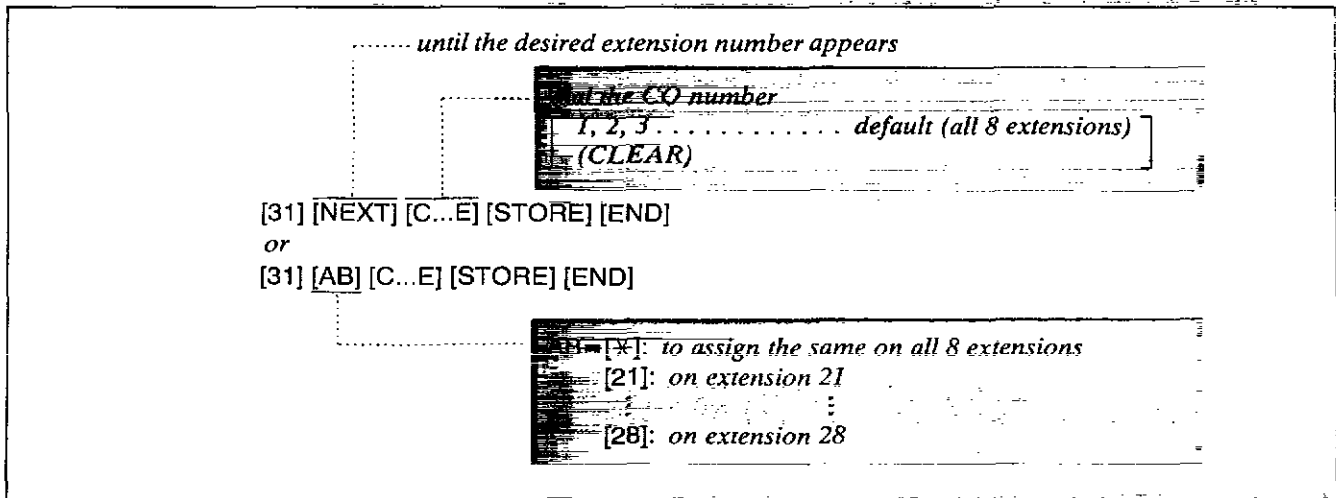 ....... until the desired extension number appears
the CO number
1, 2, 3 . . . . . . . . . . . . . default (all 8 extensions)
(CLEAR)
[31] [NEXT] [C...E] [STORE] [END]
or
[31] [AB] [C...E] [STORE] [END]
AB=[✕]: to assign the same on all 8 extensions
[21]: on extension 21
[28]: on extension 28